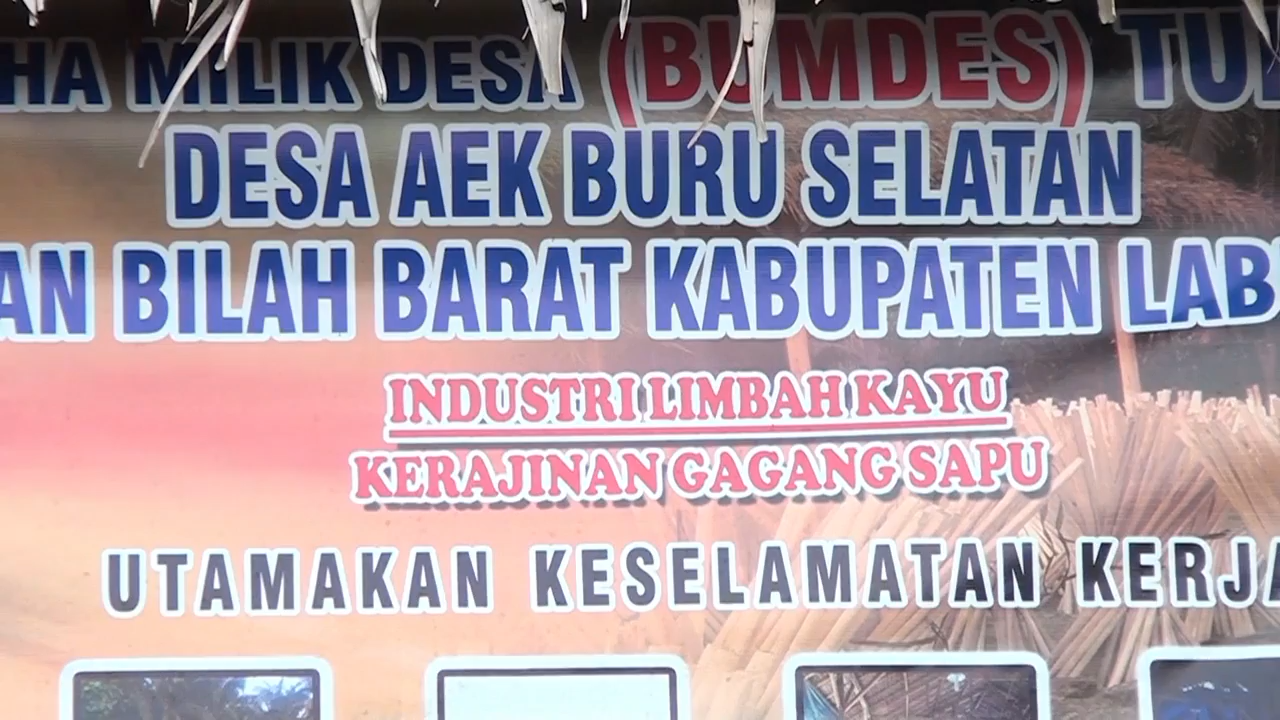 HA MILIK DESA (BUMDES) TU
DESA AEK BURU SELATAN
AN BILAH BARAT KABUPATEN LAB
INDUSTRI LIMBAH KAYU
KERAJINAN GAGANG SAPU
UTAMAKAN KESELAMATAN KERJA